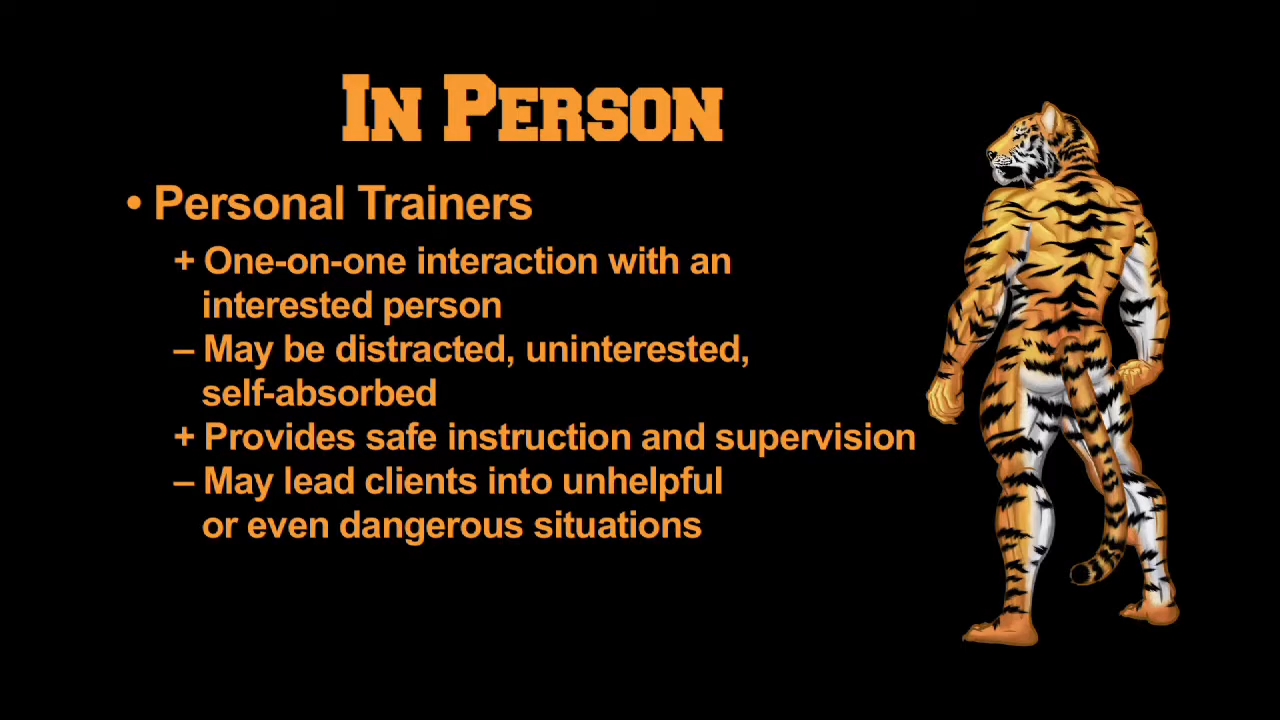 In Person
• Personal Trainers
+ One-on-one interaction with an
interested person
– May be distracted, uninterested,
self-absorbed
+ Provides safe instruction and supervision
– May lead clients into unhelpful
or even dangerous situations